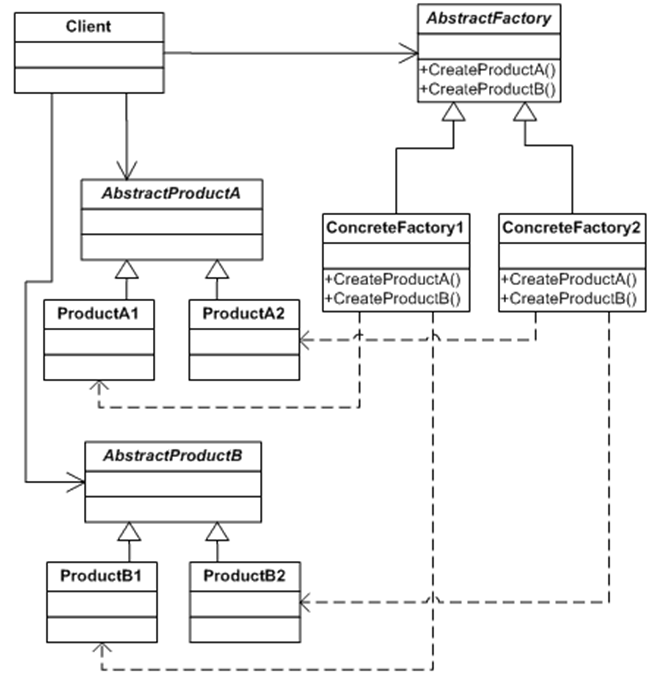 Client
AbstractFactory
+CreateProductA()
+CreateProductB()
AbstractProductA
ConcreteFactory1
+CreateProductA()
+CreateProductB()
ConcreteFactory2
+CreateProductA()
+CreateProductB()
ProductA1
ProductA2
AbstractProductB
ProductB1
ProductB2